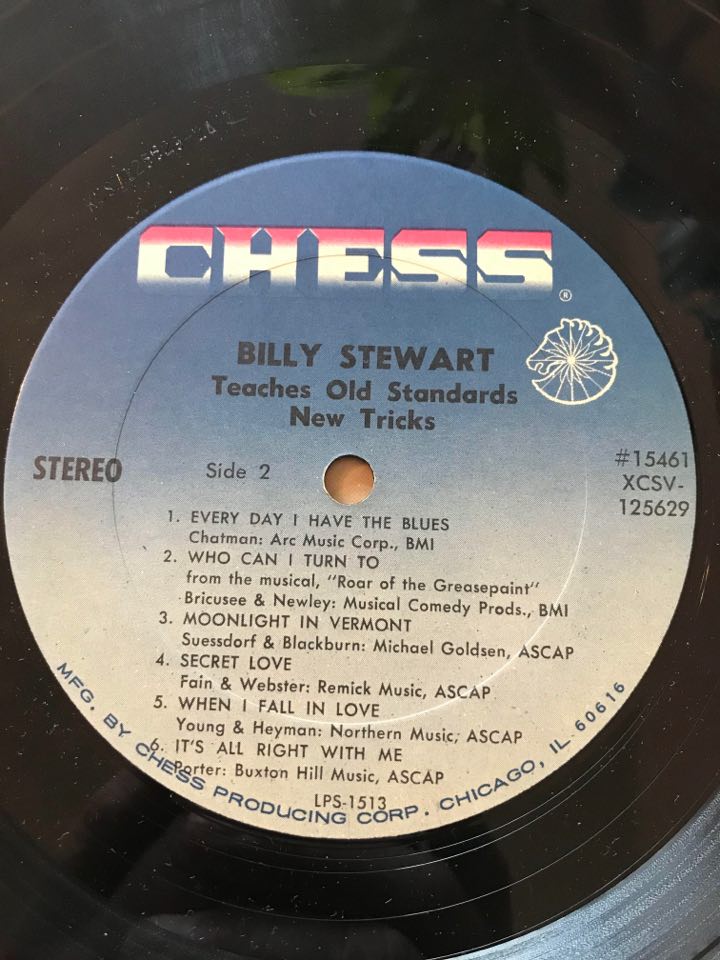 CHESS ®
BILLY STEWART
Teaches Old Standards
New Tricks
STEREO
Side 2
#15461
XCSV-
125629
1. EVERY DAY I HAVE THE BLUES
Chatman: Arc Music Corp., BMI
2. WHO CAN I TURN TO
from the musical, "Roar of the Greasepaint"
Bricusee & Newley: Musical Comedy Prods., BMI
3. MOONLIGHT IN VERMONT
Suessdorf & Blackburn: Michael Goldsen, ASCAP
4. SECRET LOVE
Fain & Webster: Remick Music, ASCAP
5. WHEN I FALL IN LOVE
Young & Heyman: Northern Music, ASCAP
6. IT'S ALL RIGHT WITH ME
Porter: Buxton Hill Music, ASCAP
LPS-1513
MFG. BY CHESS PRODUCING CORP. CHICAGO, IL 60616